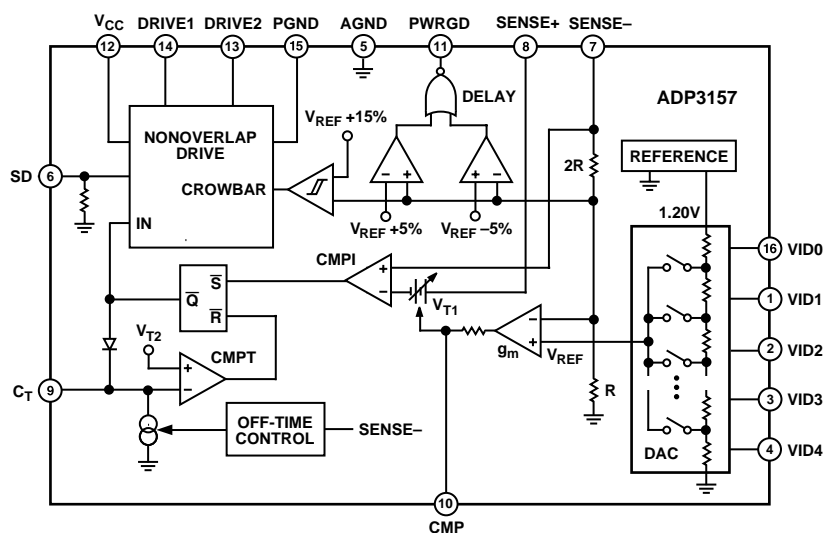 VCC DRIVE1 DRIVE2 PGND AGND PWRGD SENSE+ SENSE–
12 14 13 15 5 11 8 7
DELAY
ADP3157
VREF +15%
NONOVERLAP
DRIVE
2R
REFERENCE
SD 6
CROWBAR
– + – +
IN
VREF +5% VREF –5%
1.20V
16 VID0
CMPI
+
–
S
Q
R
VT1
1 VID1
VT2
–
+
gm
VREF
2 VID2
CMPT
+
–
CT 9
R
3 VID3
OFF-TIME
CONTROL
SENSE–
DAC
4 VID4
10
CMP